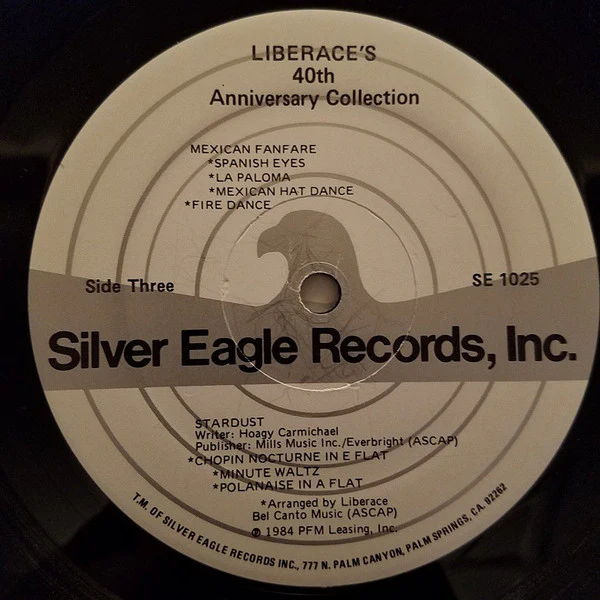 LIBERACE'S
40th
Anniversary Collection
MEXICAN FANFARE
*SPANISH EYES
*LA PALOMA
*MEXICAN HAT DANCE
*FIRE DANCE
Side Three
SE 1025
Silver Eagle Records, Inc.
STARDUST
Writer: Hoagy Carmichael
Publisher: Mills Music Inc./Everbright (ASCAP)
*CHOPIN NOCTURNE IN E FLAT
*MINUTE WALTZ
*POLANAISE IN A FLAT
*Arranged by Liberace
Bel Canto Music (ASCAP)
℗ 1984 PFM Leasing, Inc.
T.M. OF SILVER EAGLE RECORDS INC., 777 N. PALM CANYON, PALM SPRINGS, CA. 92262